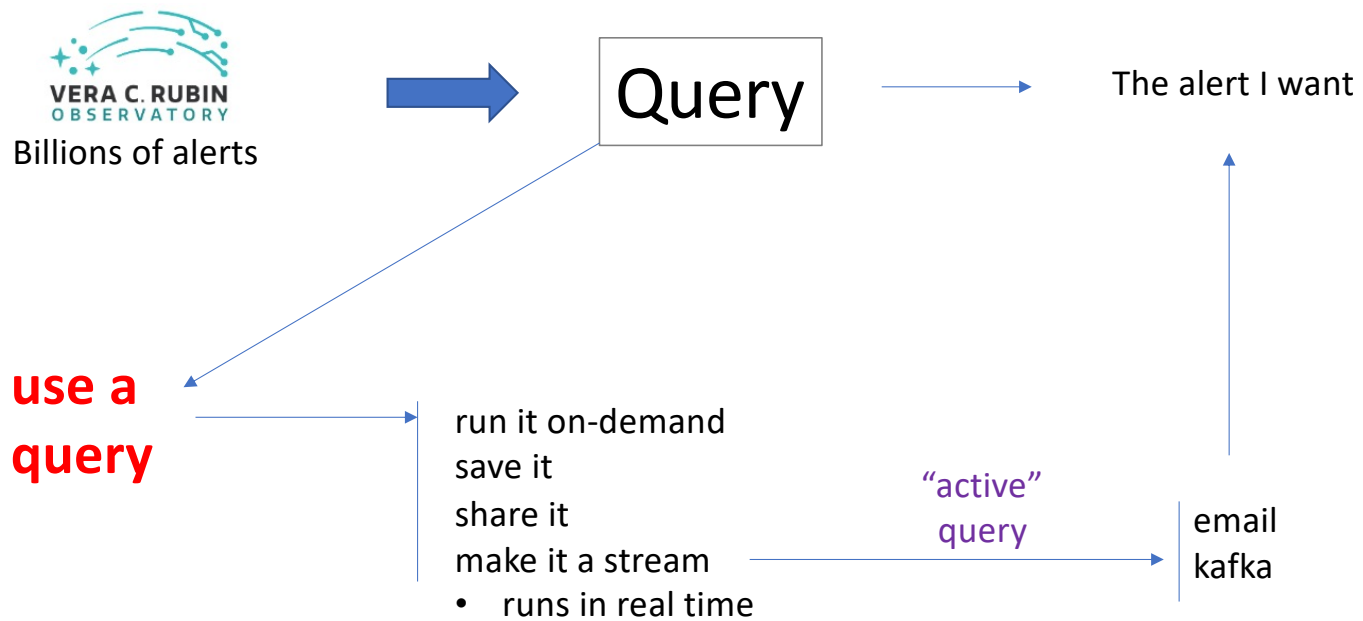 VERA C. RUBIN
OBSERVATORY
Billions of alerts
Query
The alert I want
use a
query
run it on-demand
save it
share it
make it a stream
• runs in real time
“active”
query
email
kafka